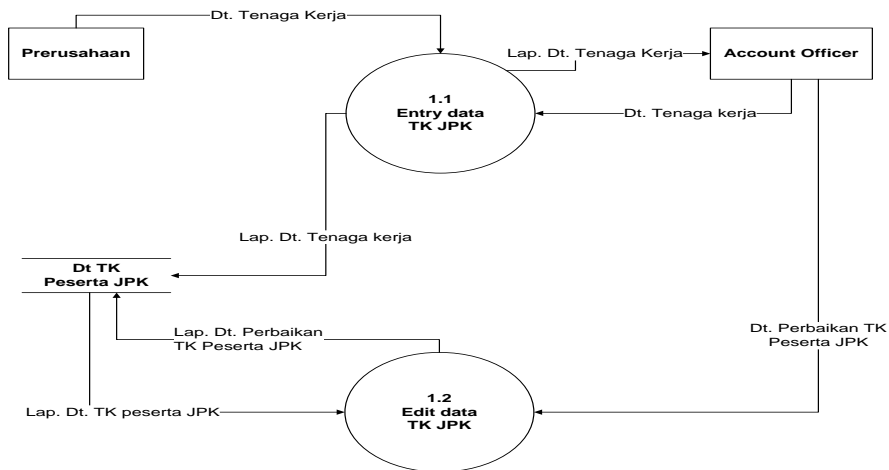 Dt. Tenaga Kerja
Prerusahaan
Lap. Dt. Tenaga Kerja
Account Officer
1.1
Entry data
TK JPK
Dt. Tenaga kerja
Lap. Dt. Tenaga kerja
Dt TK
Peserta JPK
Lap. Dt. Perbaikan
TK Peserta JPK
Dt. Perbaikan TK
Peserta JPK
Lap. Dt. TK peserta JPK
1.2
Edit data
TK JPK